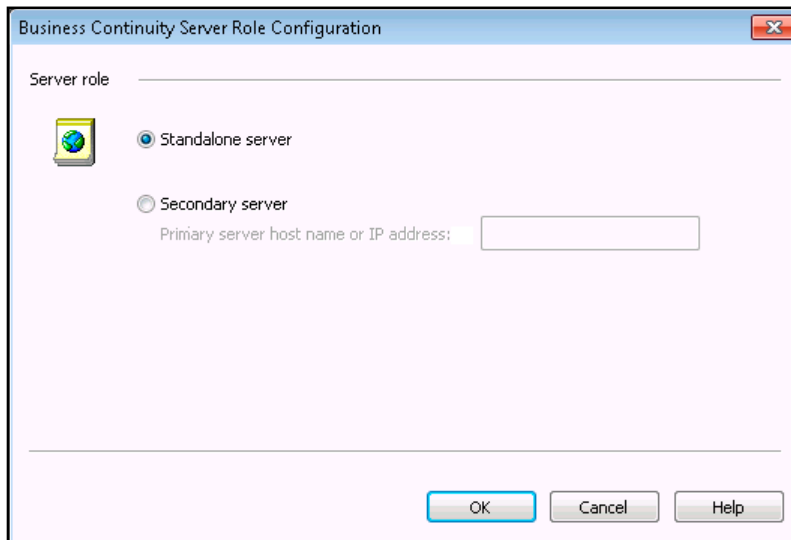 Business Continuity Server Role Configuration
Server role
Standalone server
Secondary server
Primary server host name or IP address:
OK Cancel Help